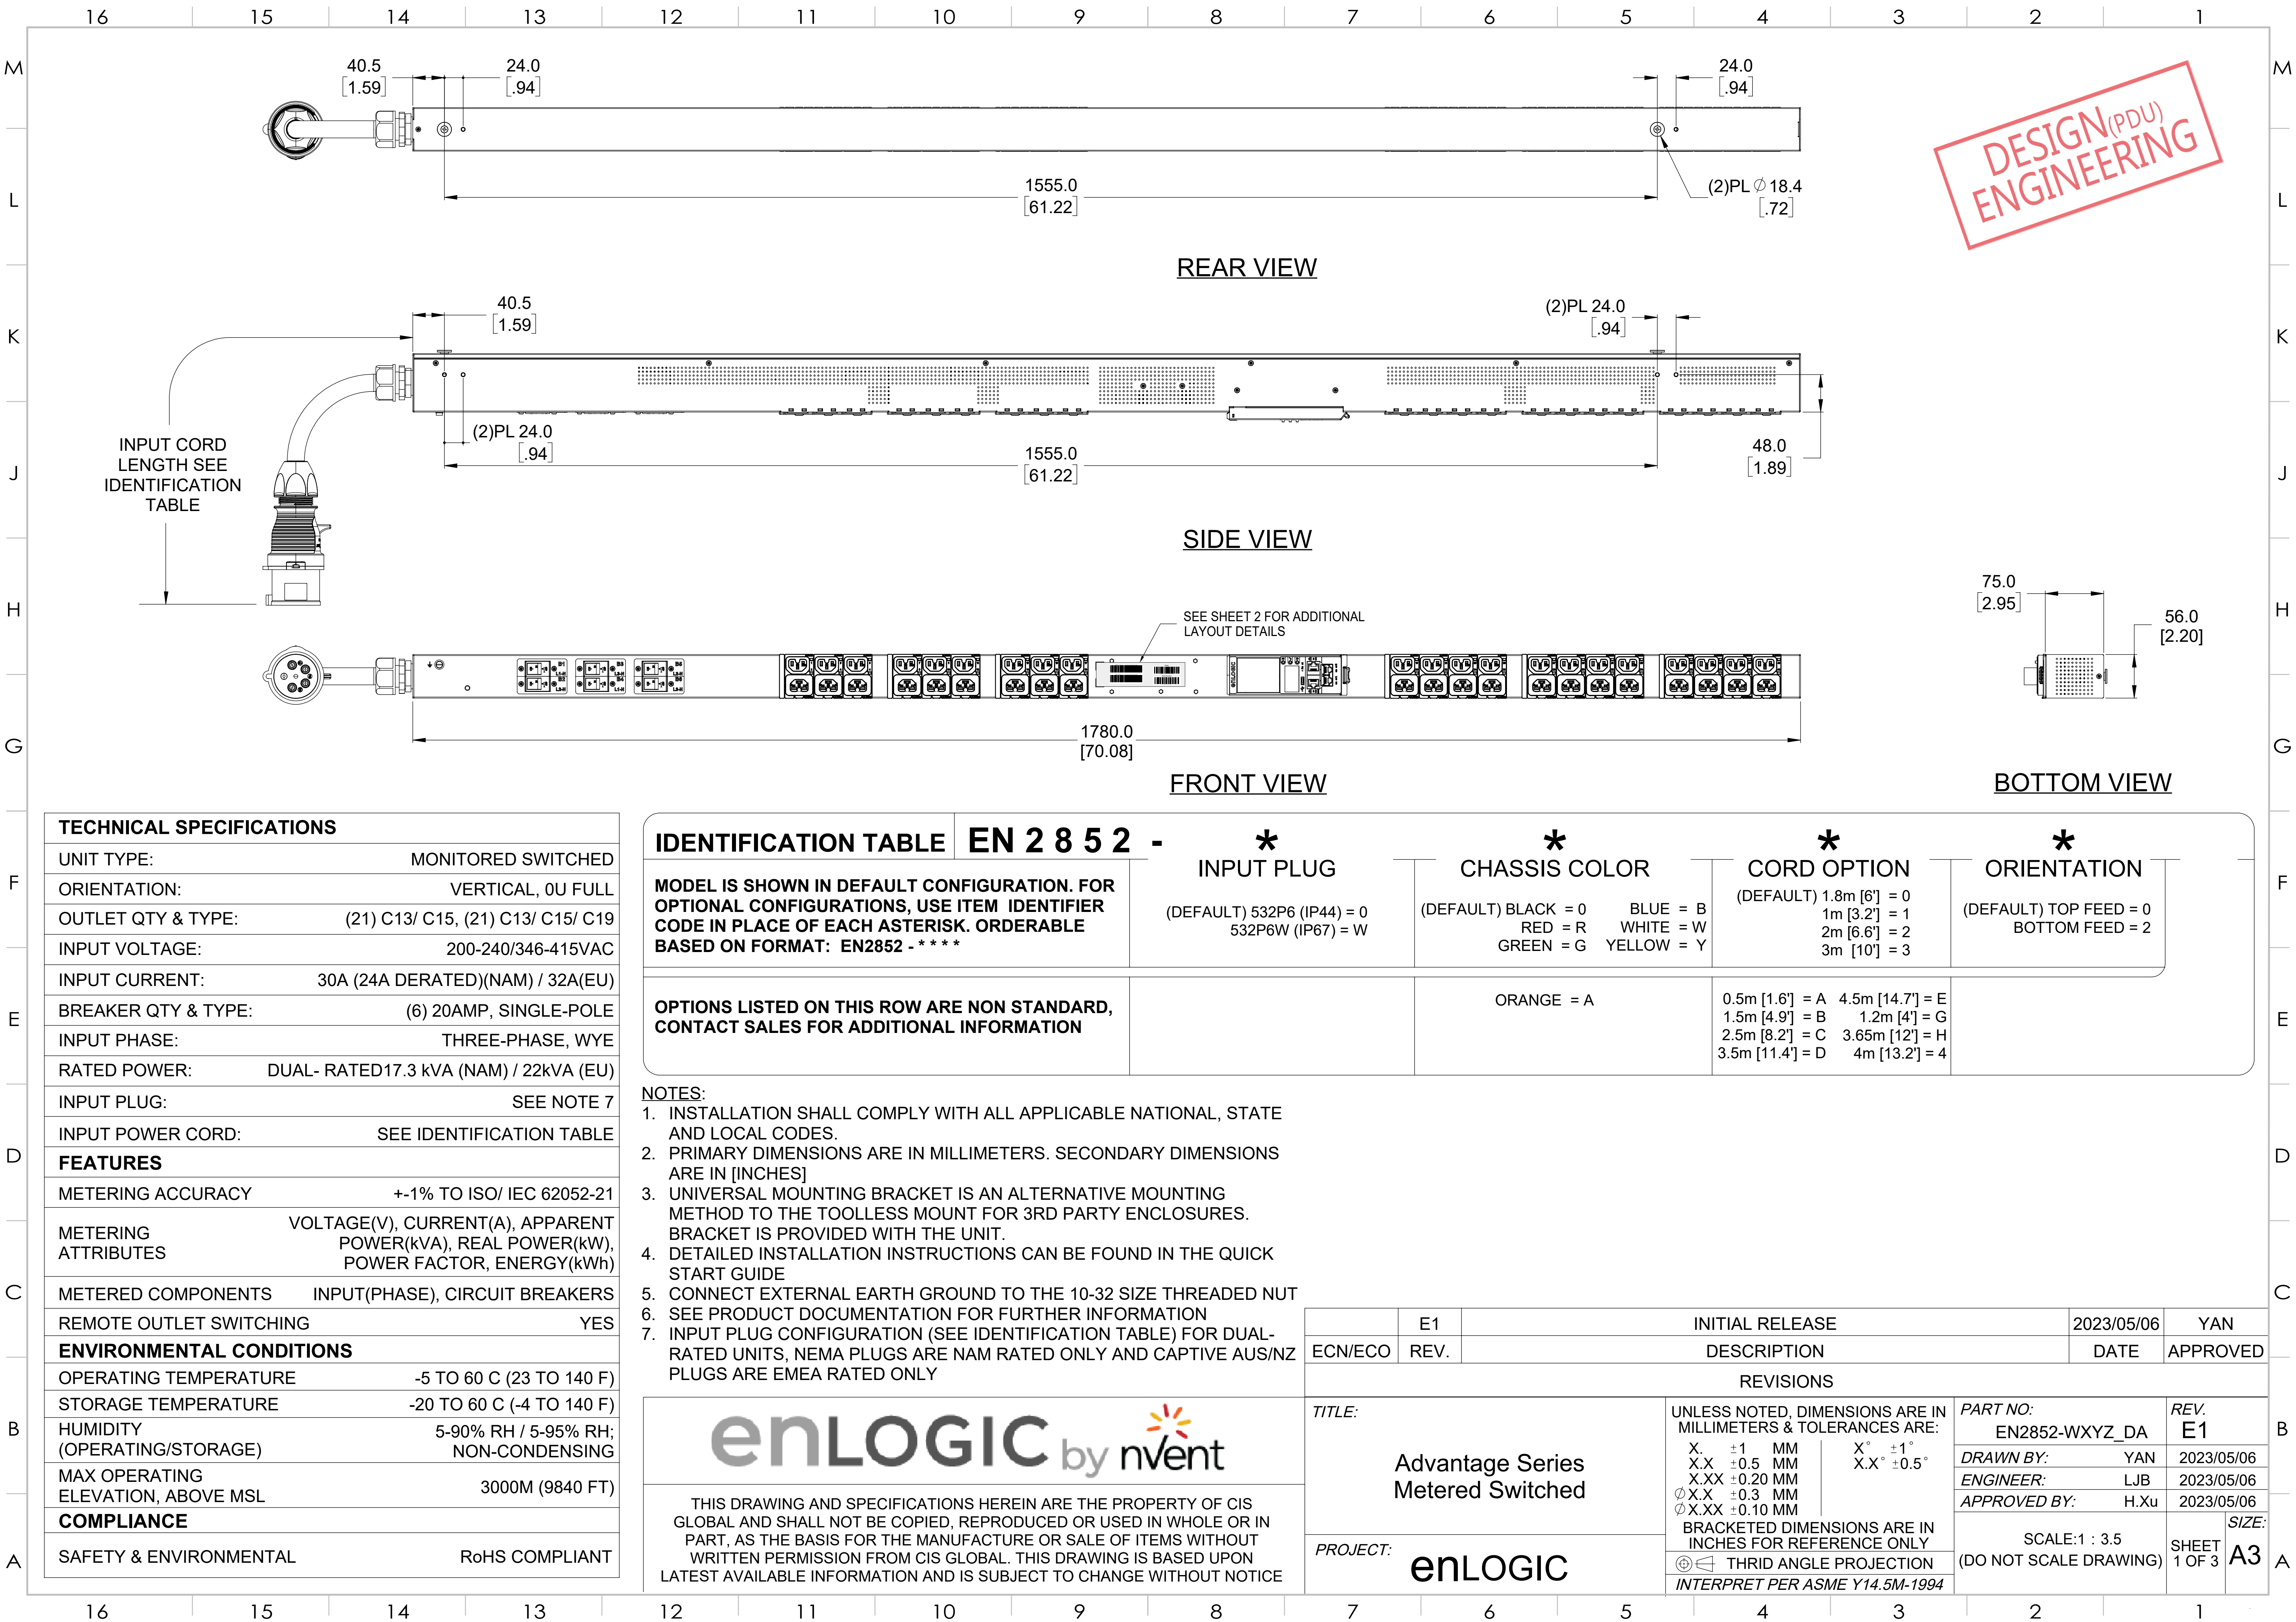 16 15 14 13 12 11 10 9 8 7 6 5 4 3 2 1
M
L
K
J
H
G
F
E
D
C
B
A
M
L
K
J
H
G
F
E
D
C
B
A
40.5
[1.59]
24.0
[.94]
24.0
[.94]
1555.0
[61.22]
(2)PL ∅ 18.4
[.72]
DESIGN(PDU)
ENGINEERING
REAR VIEW
40.5
[1.59]
(2)PL 24.0
[.94]
INPUT CORD
LENGTH SEE
IDENTIFICATION
TABLE
(2)PL 24.0
[.94]
1555.0
[61.22]
48.0
[1.89]
SIDE VIEW
SEE SHEET 2 FOR ADDITIONAL
LAYOUT DETAILS
75.0
[2.95]
56.0
[2.20]
1780.0
[70.08]
FRONT VIEW
BOTTOM VIEW
TECHNICAL SPECIFICATIONS
UNIT TYPE: MONITORED SWITCHED
ORIENTATION: VERTICAL, 0U FULL
OUTLET QTY & TYPE: (21) C13/ C15, (21) C13/ C15/ C19
INPUT VOLTAGE: 200-240/346-415VAC
INPUT CURRENT: 30A (24A DERATED)(NAM) / 32A(EU)
BREAKER QTY & TYPE: (6) 20AMP, SINGLE-POLE
INPUT PHASE: THREE-PHASE, WYE
RATED POWER: DUAL- RATED17.3 kVA (NAM) / 22kVA (EU)
INPUT PLUG: SEE NOTE 7
INPUT POWER CORD: SEE IDENTIFICATION TABLE
FEATURES
METERING ACCURACY +-1% TO ISO/ IEC 62052-21
METERING
ATTRIBUTES
VOLTAGE(V), CURRENT(A), APPARENT
POWER(kVA), REAL POWER(kW),
POWER FACTOR, ENERGY(kWh)
METERED COMPONENTS INPUT(PHASE), CIRCUIT BREAKERS
REMOTE OUTLET SWITCHING YES
ENVIRONMENTAL CONDITIONS
OPERATING TEMPERATURE -5 TO 60 C (23 TO 140 F)
STORAGE TEMPERATURE -20 TO 60 C (-4 TO 140 F)
HUMIDITY
(OPERATING/STORAGE)
5-90% RH / 5-95% RH;
NON-CONDENSING
MAX OPERATING
ELEVATION, ABOVE MSL
3000M (9840 FT)
COMPLIANCE
SAFETY & ENVIRONMENTAL RoHS COMPLIANT
IDENTIFICATION TABLE EN 2 8 5 2 - * * * *
INPUT PLUG
CHASSIS COLOR
CORD OPTION
ORIENTATION
MODEL IS SHOWN IN DEFAULT CONFIGURATION. FOR
OPTIONAL CONFIGURATIONS, USE ITEM IDENTIFIER
CODE IN PLACE OF EACH ASTERISK. ORDERABLE
BASED ON FORMAT: EN2852 - * * * *
(DEFAULT) 532P6 (IP44) = 0
532P6W (IP67) = W
(DEFAULT) BLACK = 0 BLUE = B
RED = R WHITE = W
GREEN = G YELLOW = Y
(DEFAULT) 1.8m [6'] = 0
1m [3.2'] = 1
2m [6.6'] = 2
3m [10'] = 3
(DEFAULT) TOP FEED = 0
BOTTOM FEED = 2
OPTIONS LISTED ON THIS ROW ARE NON STANDARD,
CONTACT SALES FOR ADDITIONAL INFORMATION
ORANGE = A
0.5m [1.6'] = A 4.5m [14.7'] = E
1.5m [4.9'] = B 1.2m [4'] = G
2.5m [8.2'] = C 3.65m [12'] = H
3.5m [11.4'] = D 4m [13.2'] = 4
NOTES:
1. INSTALLATION SHALL COMPLY WITH ALL APPLICABLE NATIONAL, STATE
AND LOCAL CODES.
2. PRIMARY DIMENSIONS ARE IN MILLIMETERS. SECONDARY DIMENSIONS
ARE IN [INCHES]
3. UNIVERSAL MOUNTING BRACKET IS AN ALTERNATIVE MOUNTING
METHOD TO THE TOOLLESS MOUNT FOR 3RD PARTY ENCLOSURES.
BRACKET IS PROVIDED WITH THE UNIT.
4. DETAILED INSTALLATION INSTRUCTIONS CAN BE FOUND IN THE QUICK
START GUIDE
5. CONNECT EXTERNAL EARTH GROUND TO THE 10-32 SIZE THREADED NUT
6. SEE PRODUCT DOCUMENTATION FOR FURTHER INFORMATION
7. INPUT PLUG CONFIGURATION (SEE IDENTIFICATION TABLE) FOR DUAL-
RATED UNITS, NEMA PLUGS ARE NAM RATED ONLY AND CAPTIVE AUS/NZ
PLUGS ARE EMEA RATED ONLY
enLOGIC by nVent
THIS DRAWING AND SPECIFICATIONS HEREIN ARE THE PROPERTY OF CIS
GLOBAL AND SHALL NOT BE COPIED, REPRODUCED OR USED IN WHOLE OR IN
PART, AS THE BASIS FOR THE MANUFACTURE OR SALE OF ITEMS WITHOUT
WRITTEN PERMISSION FROM CIS GLOBAL. THIS DRAWING IS BASED UPON
LATEST AVAILABLE INFORMATION AND IS SUBJECT TO CHANGE WITHOUT NOTICE
E1 INITIAL RELEASE 2023/05/06 YAN
ECN/ECO REV. DESCRIPTION DATE APPROVED
REVISIONS
TITLE:
Advantage Series
Metered Switched
PROJECT: enLOGIC
UNLESS NOTED, DIMENSIONS ARE IN
MILLIMETERS & TOLERANCES ARE:
X. ±1 MM X° ±1°
X.X ±0.5 MM X.X° ±0.5°
X.XX ±0.20 MM
∅X.X ±0.3 MM
∅X.XX ±0.10 MM
BRACKETED DIMENSIONS ARE IN
INCHES FOR REFERENCE ONLY
THRID ANGLE PROJECTION
INTERPRET PER ASME Y14.5M-1994
PART NO:
EN2852-WXYZ_DA
REV.
E1
DRAWN BY: YAN 2023/05/06
ENGINEER: LJB 2023/05/06
APPROVED BY: H.Xu 2023/05/06
SCALE:1 : 3.5
(DO NOT SCALE DRAWING)
SHEET
1 OF 3
SIZE:
A3
16 15 14 13 12 11 10 9 8 7 6 5 4 3 2 1